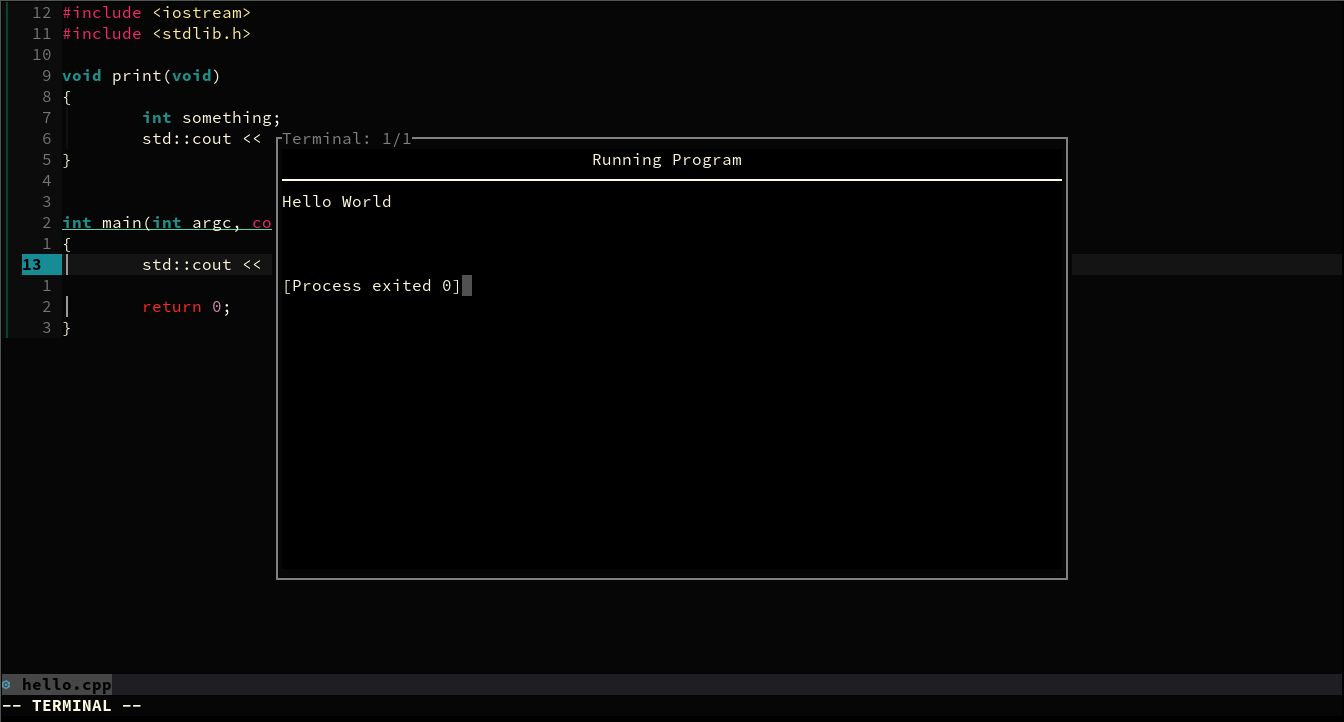 12 #include <iostream>
11 #include <stdlib.h>
10
9 void print(void)
8 {
7 int something;
6 std::cout <<
5 }
4
3
2 int main(int argc, co
1 {
13 std::cout <<
1
2 return 0;
3 }
Terminal: 1/1
Running Program
Hello World
[Process exited 0]
hello.cpp
-- TERMINAL --